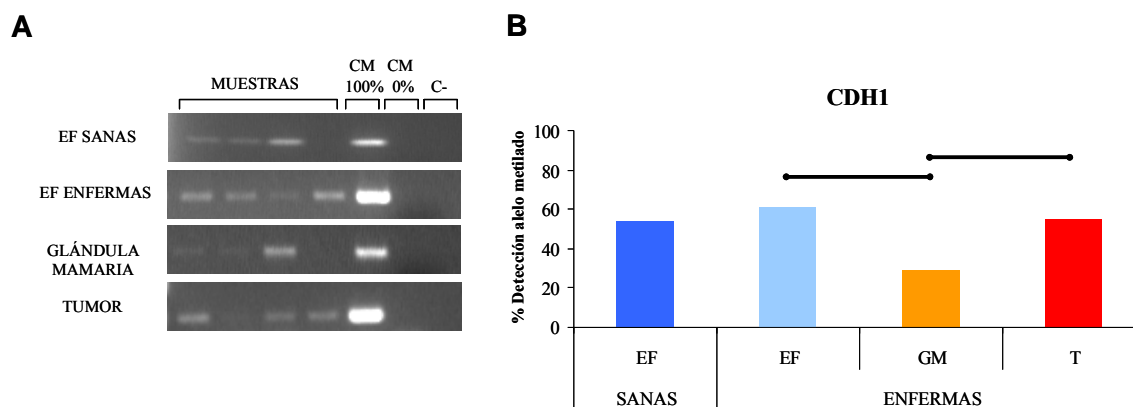 A
MUESTRAS
CM
100%
CM
0%
C-
EF SANAS
EF ENFERMAS
GLÁNDULA
MAMARIA
TUMOR
B
CDH1
% Detección alelo metilado
100
80
60
40
20
0
EF
EF
GM
T
SANAS
ENFERMAS